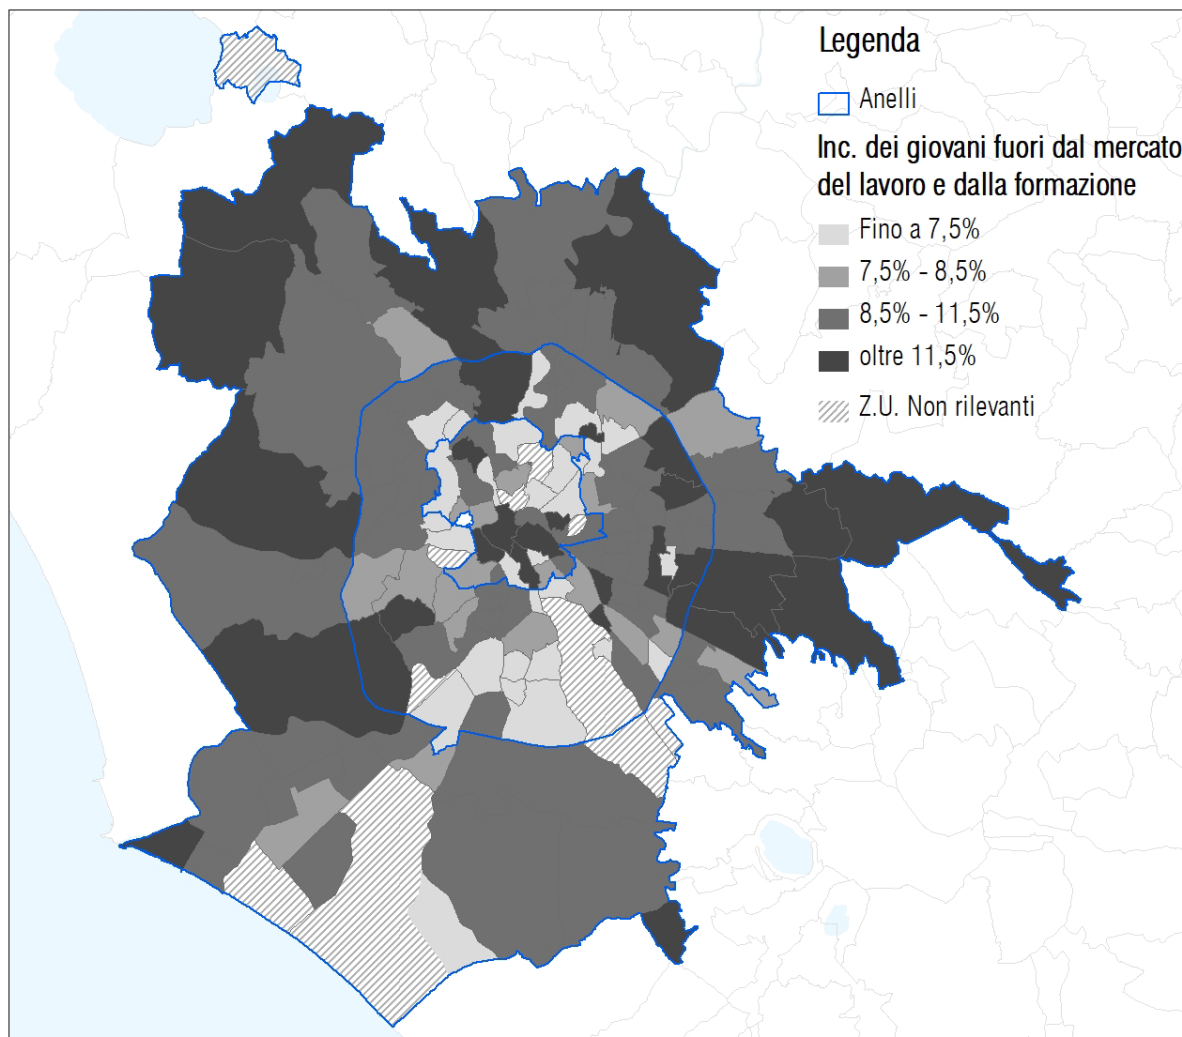 Legenda
Anelli
Inc. dei giovani fuori dal mercato
del lavoro e dalla formazione
Fino a 7,5%
7,5% - 8,5%
8,5% - 11,5%
oltre 11,5%
Z.U. Non rilevanti